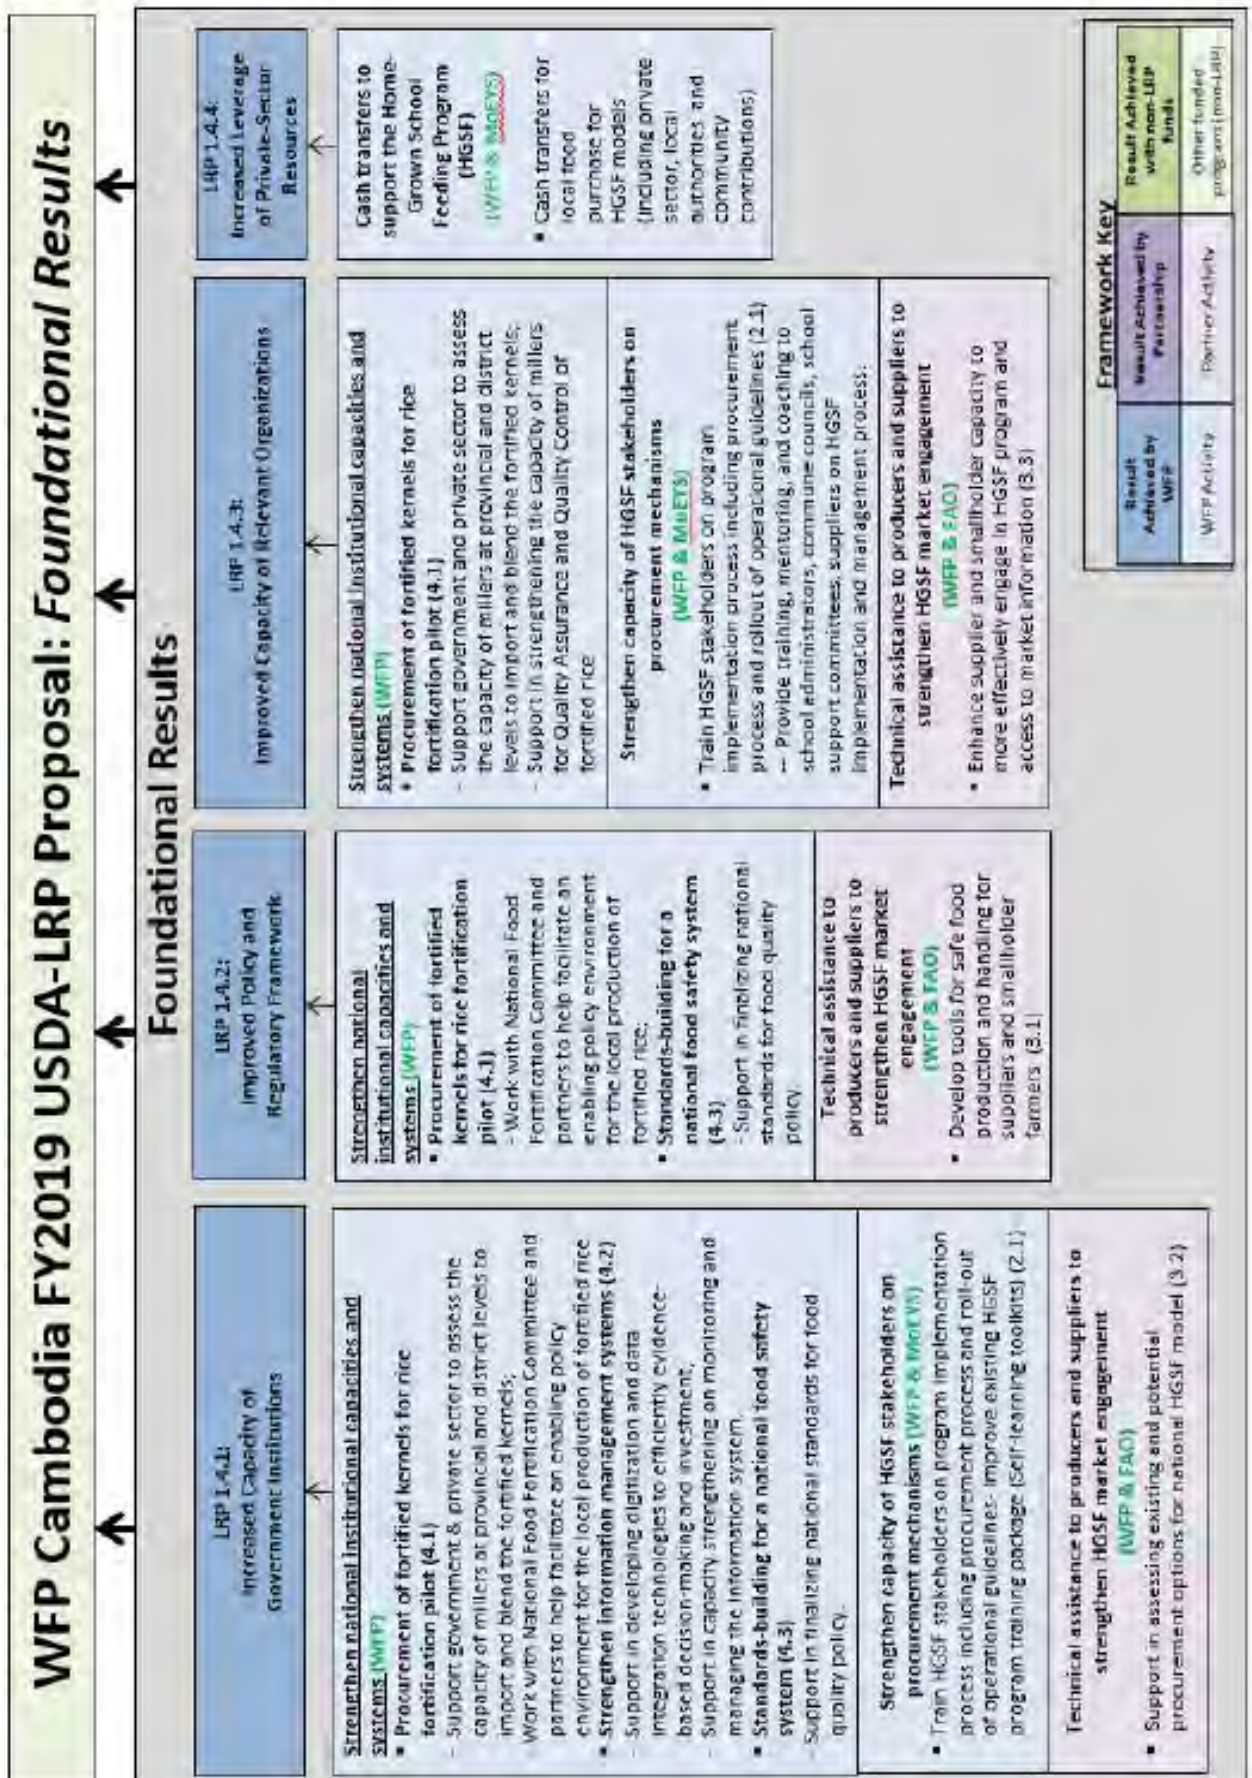 WFP Cambodia FY2019 USDA-LRP Proposal: Foundational Results
Foundational Results
LRP 1.4.1:
Increased Capacity of
Government Institutions
Strengthen national institutional capacities and
systems (WFP)
▪ Procurement of fortified kernels for rice
fortification pilot (4.1)
- Support government & private sector to assess the
capacity of millers at provincial and district levels to
import and blend the fortified kernels;
- Work with National Food Fortification Committee and
partners to help facilitate an enabling policy
environment for the local production of fortified rice
▪ Strengthen information management systems (4.2)
- Support in developing digitization and data
integration technologies to efficiently evidence-
based decision-making and investment;
- Support in capacity strengthening on monitoring and
managing the information system.
▪ Standards-building for a national food safety
system (4.3)
- Support in finalizing national standards for food
quality policy.
Strengthen capacity of HGSF stakeholders on
procurement mechanisms (WFP & MoEYS)
▪ Train HGSF stakeholders on program implementation
process including procurement process and roll-out
of operational guidelines- improve existing HGSF
program training package (Self-learning toolkits) (2.1)
Technical assistance to producers and suppliers to
strengthen HGSF market engagement
(WFP & FAO)
▪ Support in assessing existing and potential
procurement options for national HGSF model (3.2)
LRP 1.4.2:
Improved Policy and
Regulatory Framework
Strengthen national
institutional capacities and
systems (WFP)
▪ Procurement of fortified
kernels for rice fortification
pilot (4.1)
- Work with National Food
Fortification Committee and
partners to help facilitate an
enabling policy environment
for the local production of
fortified rice;
▪ Standards-building for a
national food safety system
(4.3)
- Support in finalizing national
standards for food quality
policy.
Technical assistance to
producers and suppliers to
strengthen HGSF market
engagement
(WFP & FAO)
▪ Develop tools for safe food
production and handling for
suppliers and smallholder
farmers (3.1)
LRP 1.4.3:
Improved Capacity of Relevant Organizations
Strengthen national institutional capacities and
systems (WFP)
▪ Procurement of fortified kernels for rice
fortification pilot (4.1)
- Support government and private sector to assess
the capacity of millers at provincial and district
levels to import and blend the fortified kernels;
- Support in strengthening the capacity of millers
for Quality Assurance and Quality Control of
fortified rice
Strengthen capacity of HGSF stakeholders on
procurement mechanisms
(WFP & MoEYS)
▪ Train HGSF stakeholders on program
implementation process including procurement
process and rollout of operational guidelines (2.1)
-- Provide training, mentoring, and coaching to
school administrators, commune councils, school
support committees, suppliers on HGSF
implementation and management process;
Technical assistance to producers and suppliers to
strengthen HGSF market engagement
(WFP & FAO)
▪ Enhance supplier and smallholder capacity to
more effectively engage in HGSF program and
access to market information (3.3)
LRP 1.4.4:
Increased Leverage
of Private-Sector
Resources
Cash transfers to
support the Home-
Grown School
Feeding Program
(HGSF)
(WFP & MoEYS)
▪ Cash transfers for
local food
purchase for
HGSF models
(including private
sector, local
authorities and
community
contributions)
Framework Key
Result
Achieved by
WFP
Result Achieved by
Partnership
Result Achieved
with non-LRP
funds
WFP Activity
Partner Activity
Other funded
program (non-LRP)